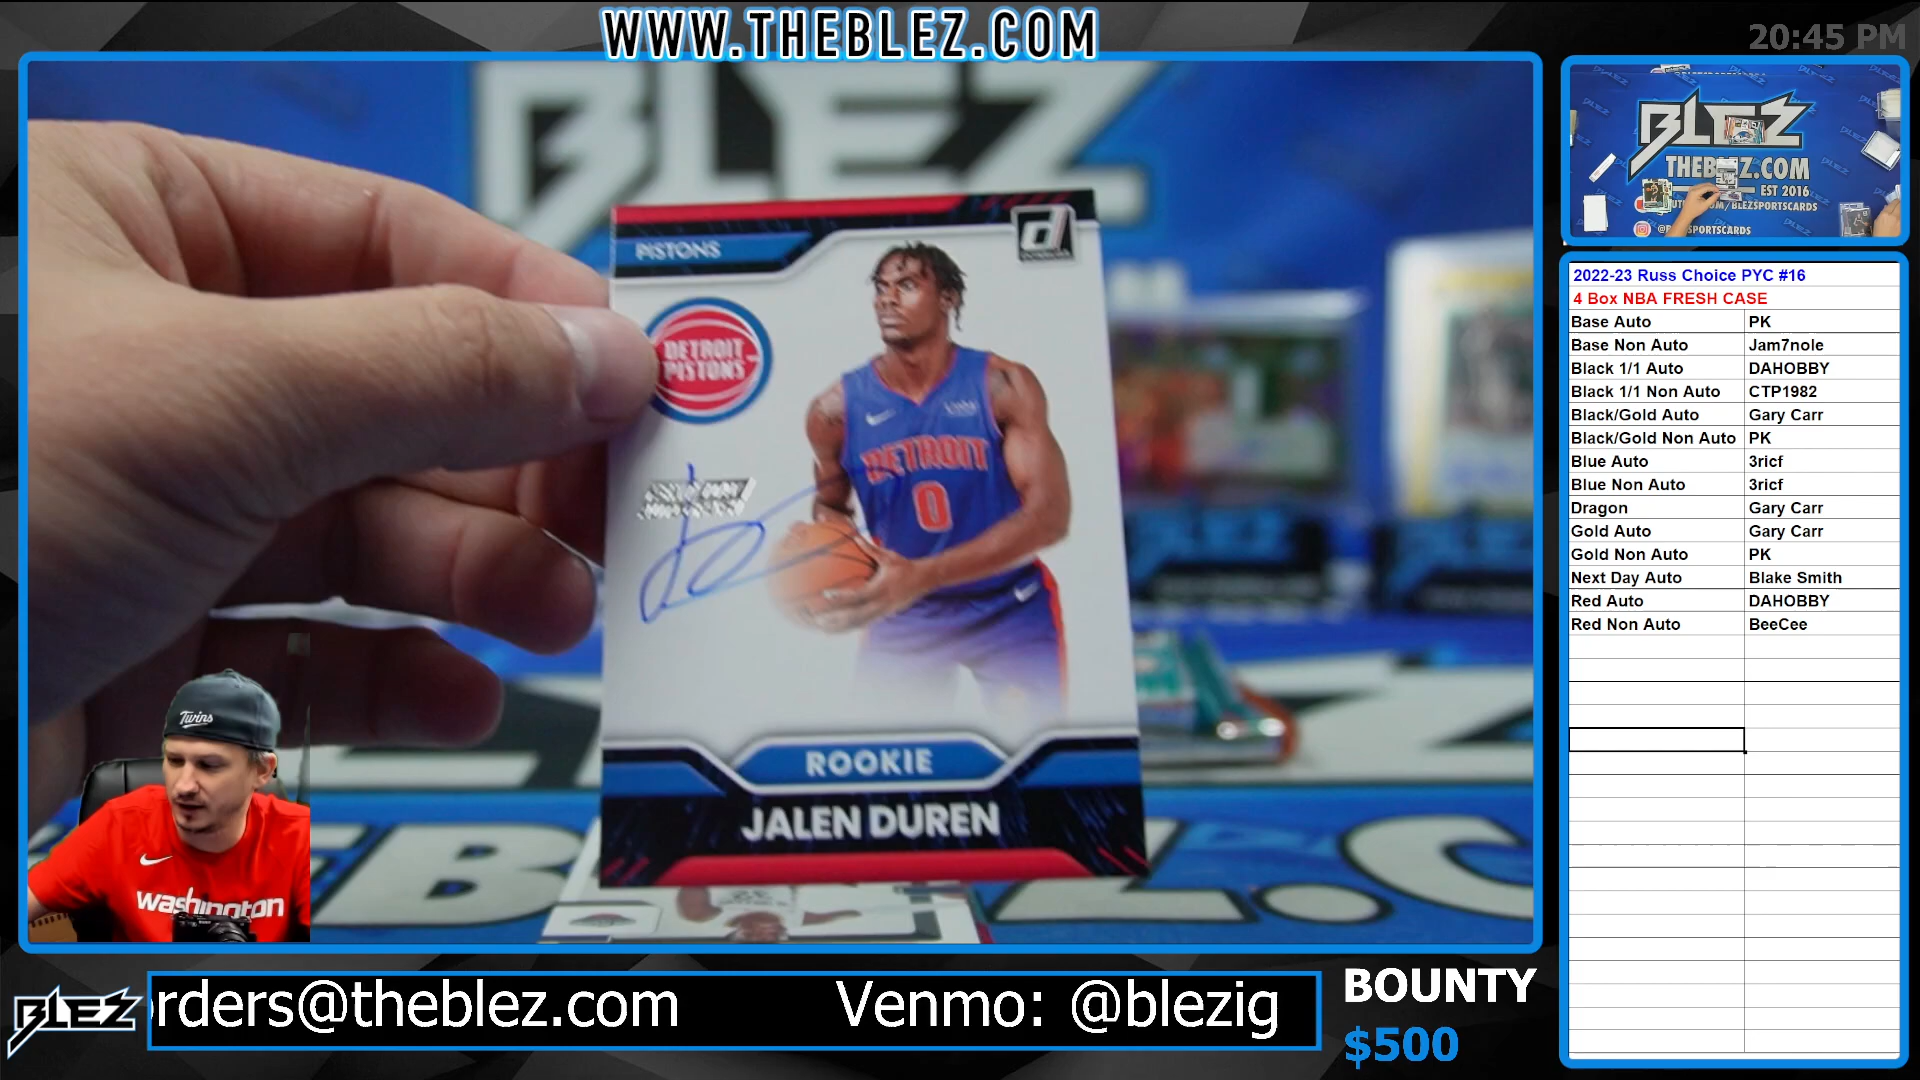 WWW.THEBLEZ.COM
20:45 PM
BLEZ
PISTONS
DETROIT
PISTONS
DETROIT
0
ROOKIE
JALEN DUREN
Twins
washington
BLEZ
THEBLEZ.COM
EST 2016
2022-23 Russ Choice PYC #16
4 Box NBA FRESH CASE
Base Auto PK
Base Non Auto Jam7nole
Black 1/1 Auto DAHOBBY
Black 1/1 Non Auto CTP1982
Black/Gold Auto Gary Carr
Black/Gold Non Auto PK
Blue Auto 3ricf
Blue Non Auto 3ricf
Dragon Gary Carr
Gold Auto Gary Carr
Gold Non Auto PK
Next Day Auto Blake Smith
Red Auto DAHOBBY
Red Non Auto BeeCee
BLEZ
rders@theblez.com Venmo: @blezig
BOUNTY
$500